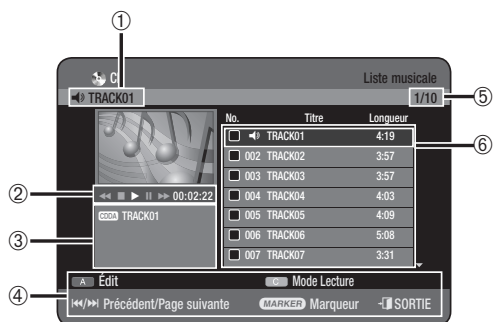 ①
CD Liste musicale
TRACK01 1/10 ⑤
No. Titre Longueur
TRACK01 4:19 ⑥
002 TRACK02 3:57
003 TRACK03 3:57
② 00:02:22
004 TRACK04 4:03
③ CDDA TRACK01
005 TRACK05 4:09
006 TRACK06 5:08
007 TRACK07 3:31
④ A Édit C Mode Lecture
Précédent/Page suivante MARKER Marqueur SORTIE